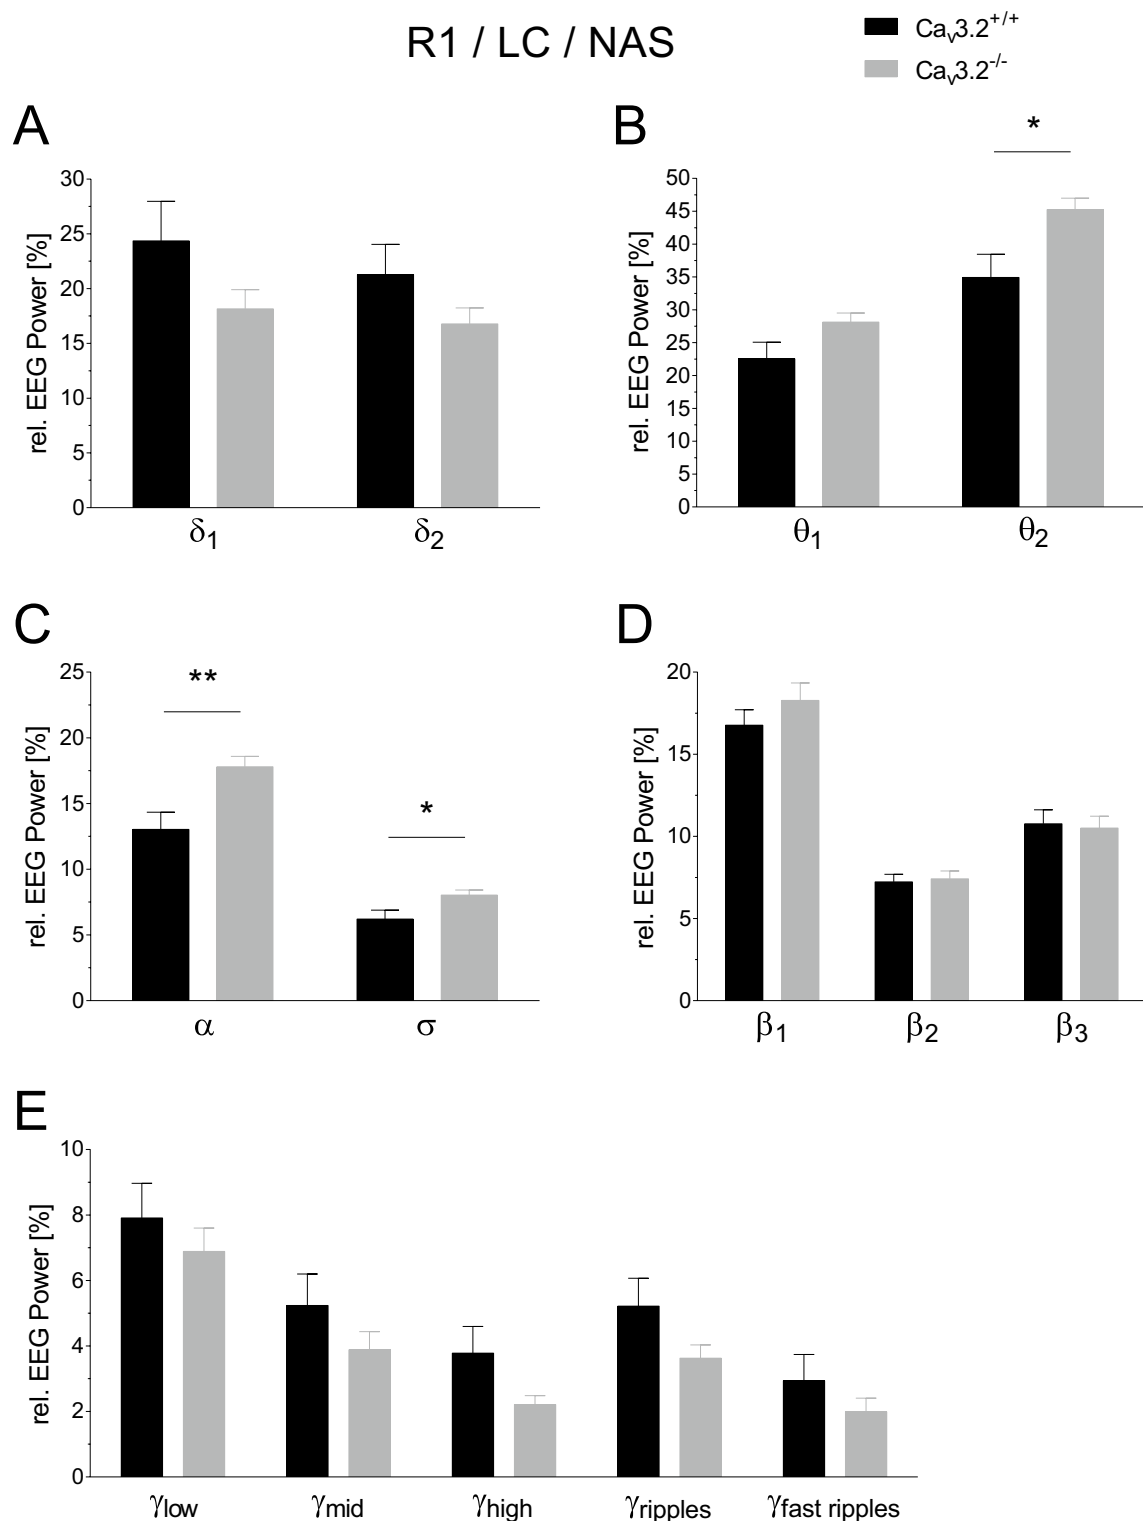 R1 / LC / NAS
Caᵥ3.2⁺/⁺
Caᵥ3.2⁻/⁻
A
rel. EEG Power [%]
30
25
20
15
10
5
0
δ₁ δ₂
B
*
rel. EEG Power [%]
50
45
40
35
30
25
20
15
10
5
0
θ₁ θ₂
C
rel. EEG Power [%]
25
20
15
10
5
0
**
*
α σ
D
rel. EEG Power [%]
20
15
10
5
0
β₁ β₂ β₃
E
rel. EEG Power [%]
10
8
6
4
2
0
γlow γmid γhigh γripples γfast ripples